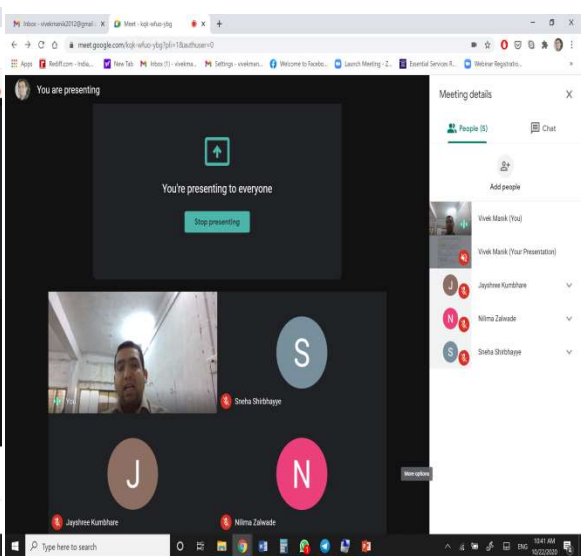 Inbox - vivekmanik2012@gmail.c
Meet - kqk-wfuo-ybg
meet.google.com/kqk-wfuo-ybg?pli=1&authuser=0
Apps
Rediff.com - India...
New Tab
Inbox (1) - vivekma...
Settings - vivekman...
Welcome to Facebo...
Launch Meeting - Z...
Essential Services R...
Webinar Registratio...
You are presenting
Meeting details
People (5)
Chat
Add people
You're presenting to everyone
Stop presenting
Vivek Manik (You)
Vivek Manik (Your Presentation)
J
Jayshree Kumbhare
N
Nilima Zalwade
S
Sneha Shirbhayye
You
S
Sneha Shirbhayye
J
Jayshree Kumbhare
N
Nilima Zalwade
More options
Type here to search
ENG
10:41 AM
10/22/2020